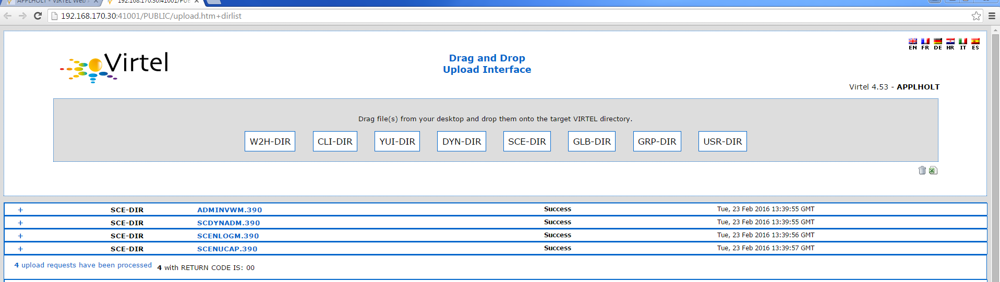 APPLHOLT - VIRTEL Web
192.168.170.30:41001/PUB
192.168.170.30:41001/PUBLIC/upload.htm+dirlist
EN FR DE HR IT ES
Virtel
Drag and Drop
Upload Interface
Virtel 4.53 - APPLHOLT
Drag file(s) from your desktop and drop them onto the target VIRTEL directory.
W2H-DIR CLI-DIR YUI-DIR DYN-DIR SCE-DIR GLB-DIR GRP-DIR USR-DIR
+ SCE-DIR ADMINVWM.390 Success Tue, 23 Feb 2016 13:39:55 GMT
+ SCE-DIR SCDYNADM.390 Success Tue, 23 Feb 2016 13:39:55 GMT
+ SCE-DIR SCENLOGM.390 Success Tue, 23 Feb 2016 13:39:56 GMT
+ SCE-DIR SCENUCAP.390 Success Tue, 23 Feb 2016 13:39:57 GMT
4 upload requests have been processed 4 with RETURN CODE IS: 00